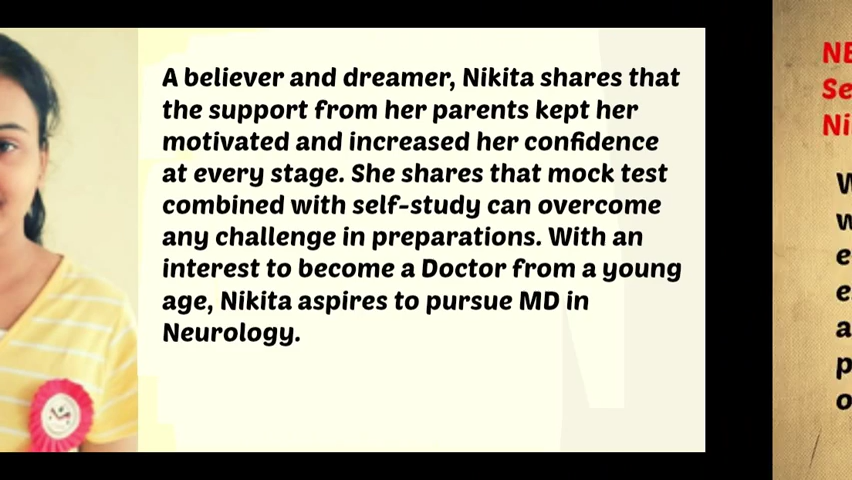 A believer and dreamer, Nikita shares that
the support from her parents kept her
motivated and increased her confidence
at every stage. She shares that mock test
combined with self-study can overcome
any challenge in preparations. With an
interest to become a Doctor from a young
age, Nikita aspires to pursue MD in
Neurology.